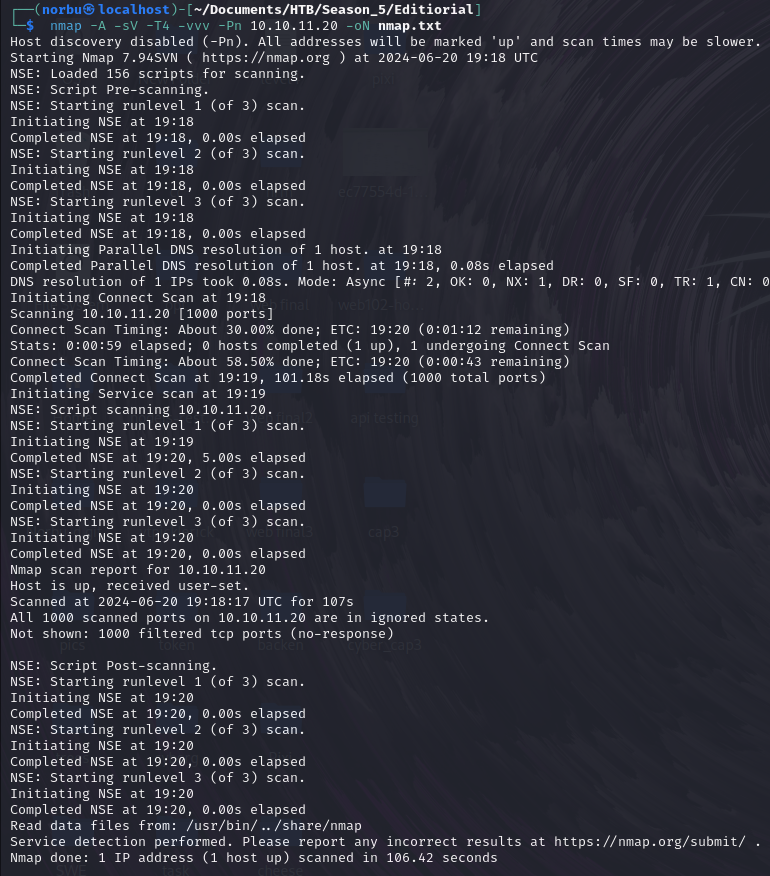 ┌──(norbu㉿localhost)-[~/Documents/HTB/Season_5/Editiorial]
└─$ nmap -A -sV -T4 -vvv -Pn 10.10.11.20 -oN nmap.txt
Host discovery disabled (-Pn). All addresses will be marked 'up' and scan times may be slower.
Starting Nmap 7.94SVN ( https://nmap.org ) at 2024-06-20 19:18 UTC
NSE: Loaded 156 scripts for scanning.
NSE: Script Pre-scanning.
NSE: Starting runlevel 1 (of 3) scan.
Initiating NSE at 19:18
Completed NSE at 19:18, 0.00s elapsed
NSE: Starting runlevel 2 (of 3) scan.
Initiating NSE at 19:18
Completed NSE at 19:18, 0.00s elapsed
NSE: Starting runlevel 3 (of 3) scan.
Initiating NSE at 19:18
Completed NSE at 19:18, 0.00s elapsed
Initiating Parallel DNS resolution of 1 host. at 19:18
Completed Parallel DNS resolution of 1 host. at 19:18, 0.08s elapsed
DNS resolution of 1 IPs took 0.08s. Mode: Async [#: 2, OK: 0, NX: 1, DR: 0, SF: 0, TR: 1, CN: 0
Initiating Connect Scan at 19:18
Scanning 10.10.11.20 [1000 ports]
Connect Scan Timing: About 30.00% done; ETC: 19:20 (0:01:12 remaining)
Stats: 0:00:59 elapsed; 0 hosts completed (1 up), 1 undergoing Connect Scan
Connect Scan Timing: About 58.50% done; ETC: 19:20 (0:00:43 remaining)
Completed Connect Scan at 19:19, 101.18s elapsed (1000 total ports)
Initiating Service scan at 19:19
NSE: Script scanning 10.10.11.20.
NSE: Starting runlevel 1 (of 3) scan.
Initiating NSE at 19:19
Completed NSE at 19:20, 5.00s elapsed
NSE: Starting runlevel 2 (of 3) scan.
Initiating NSE at 19:20
Completed NSE at 19:20, 0.00s elapsed
NSE: Starting runlevel 3 (of 3) scan.
Initiating NSE at 19:20
Completed NSE at 19:20, 0.00s elapsed
Nmap scan report for 10.10.11.20
Host is up, received user-set.
Scanned at 2024-06-20 19:18:17 UTC for 107s
All 1000 scanned ports on 10.10.11.20 are in ignored states.
Not shown: 1000 filtered tcp ports (no-response)
NSE: Script Post-scanning.
NSE: Starting runlevel 1 (of 3) scan.
Initiating NSE at 19:20
Completed NSE at 19:20, 0.00s elapsed
NSE: Starting runlevel 2 (of 3) scan.
Initiating NSE at 19:20
Completed NSE at 19:20, 0.00s elapsed
NSE: Starting runlevel 3 (of 3) scan.
Initiating NSE at 19:20
Completed NSE at 19:20, 0.00s elapsed
Read data files from: /usr/bin/../share/nmap
Service detection performed. Please report any incorrect results at https://nmap.org/submit/ .
Nmap done: 1 IP address (1 host up) scanned in 106.42 seconds